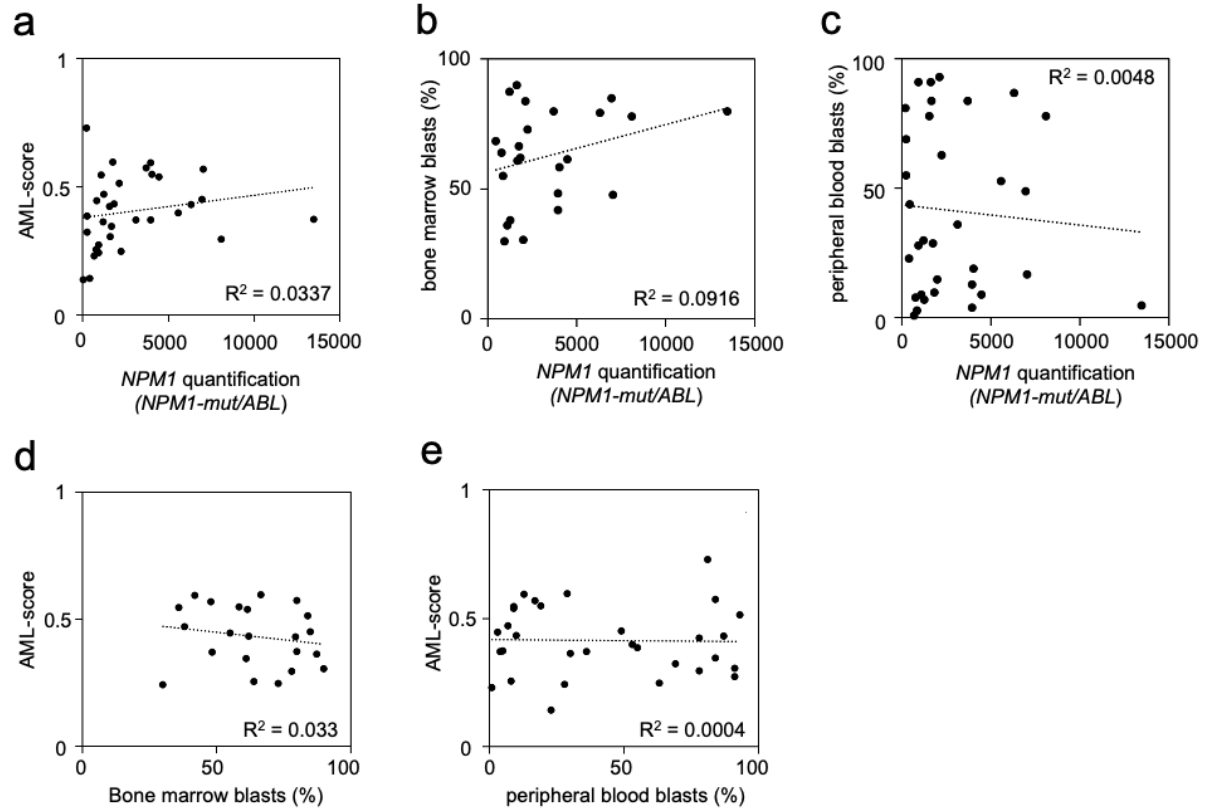 a
1
AML-score
0.5
0
R² = 0.0337
0 5000 10000 15000
NPM1 quantification
(NPM1-mut/ABL)
b
100
bone marrow blasts (%)
50
0
R² = 0.0916
0 5000 10000 15000
NPM1 quantification
(NPM1-mut/ABL)
c
100
peripheral blood blasts (%)
50
0
R² = 0.0048
0 5000 10000 15000
NPM1 quantification
(NPM1-mut/ABL)
d
1
AML-score
0.5
0
R² = 0.033
0 50 100
Bone marrow blasts (%)
e
1
AML-score
0.5
0
R² = 0.0004
0 50 100
peripheral blood blasts (%)